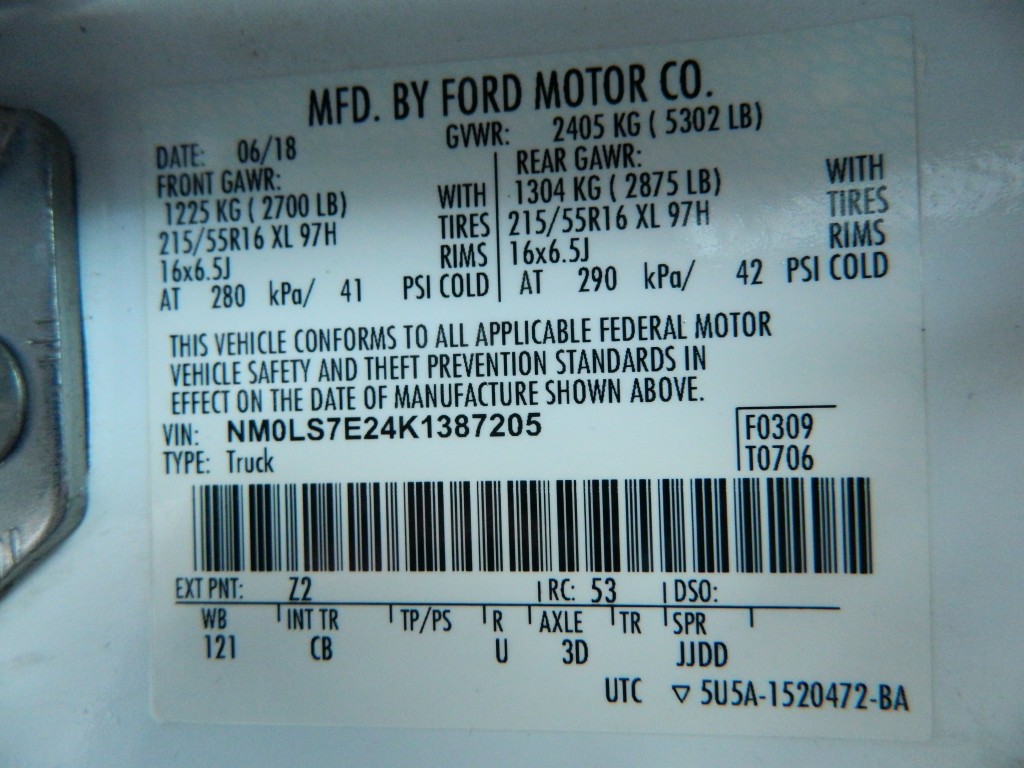 MFD. BY FORD MOTOR CO.
DATE: 06/18 GVWR: 2405 KG ( 5302 LB)
FRONT GAWR: REAR GAWR:
1225 KG ( 2700 LB) WITH 1304 KG ( 2875 LB) WITH
215/55R16 XL 97H TIRES 215/55R16 XL 97H TIRES
16x6.5J RIMS 16x6.5J RIMS
AT 280 kPa/ 41 PSI COLD AT 290 kPa/ 42 PSI COLD
THIS VEHICLE CONFORMS TO ALL APPLICABLE FEDERAL MOTOR
VEHICLE SAFETY AND THEFT PREVENTION STANDARDS IN
EFFECT ON THE DATE OF MANUFACTURE SHOWN ABOVE.
VIN: NM0LS7E24K1387205 F0309
TYPE: Truck T0706
EXT PNT: Z2 RC: 53 DSO:
WB INT TR TP/PS R AXLE TR SPR
121 CB U 3D JJDD
UTC ▽ 5U5A-1520472-BA